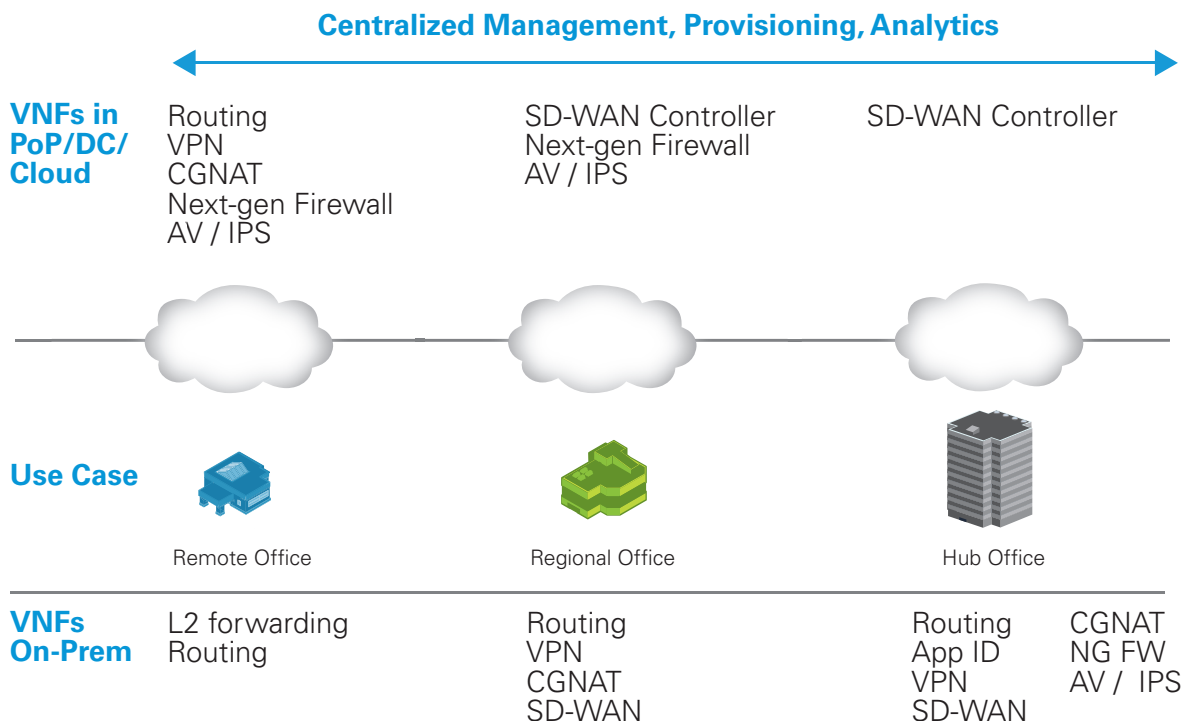 Centralized Management, Provisioning, Analytics
VNFs in
PoP/DC/
Cloud
Routing
VPN
CGNAT
Next-gen Firewall
AV / IPS
SD-WAN Controller
Next-gen Firewall
AV / IPS
SD-WAN Controller
Use Case
Remote Office
Regional Office
Hub Office
VNFs
On-Prem
L2 forwarding
Routing
Routing
VPN
CGNAT
SD-WAN
Routing
App ID
VPN
SD-WAN
CGNAT
NG FW
AV / IPS